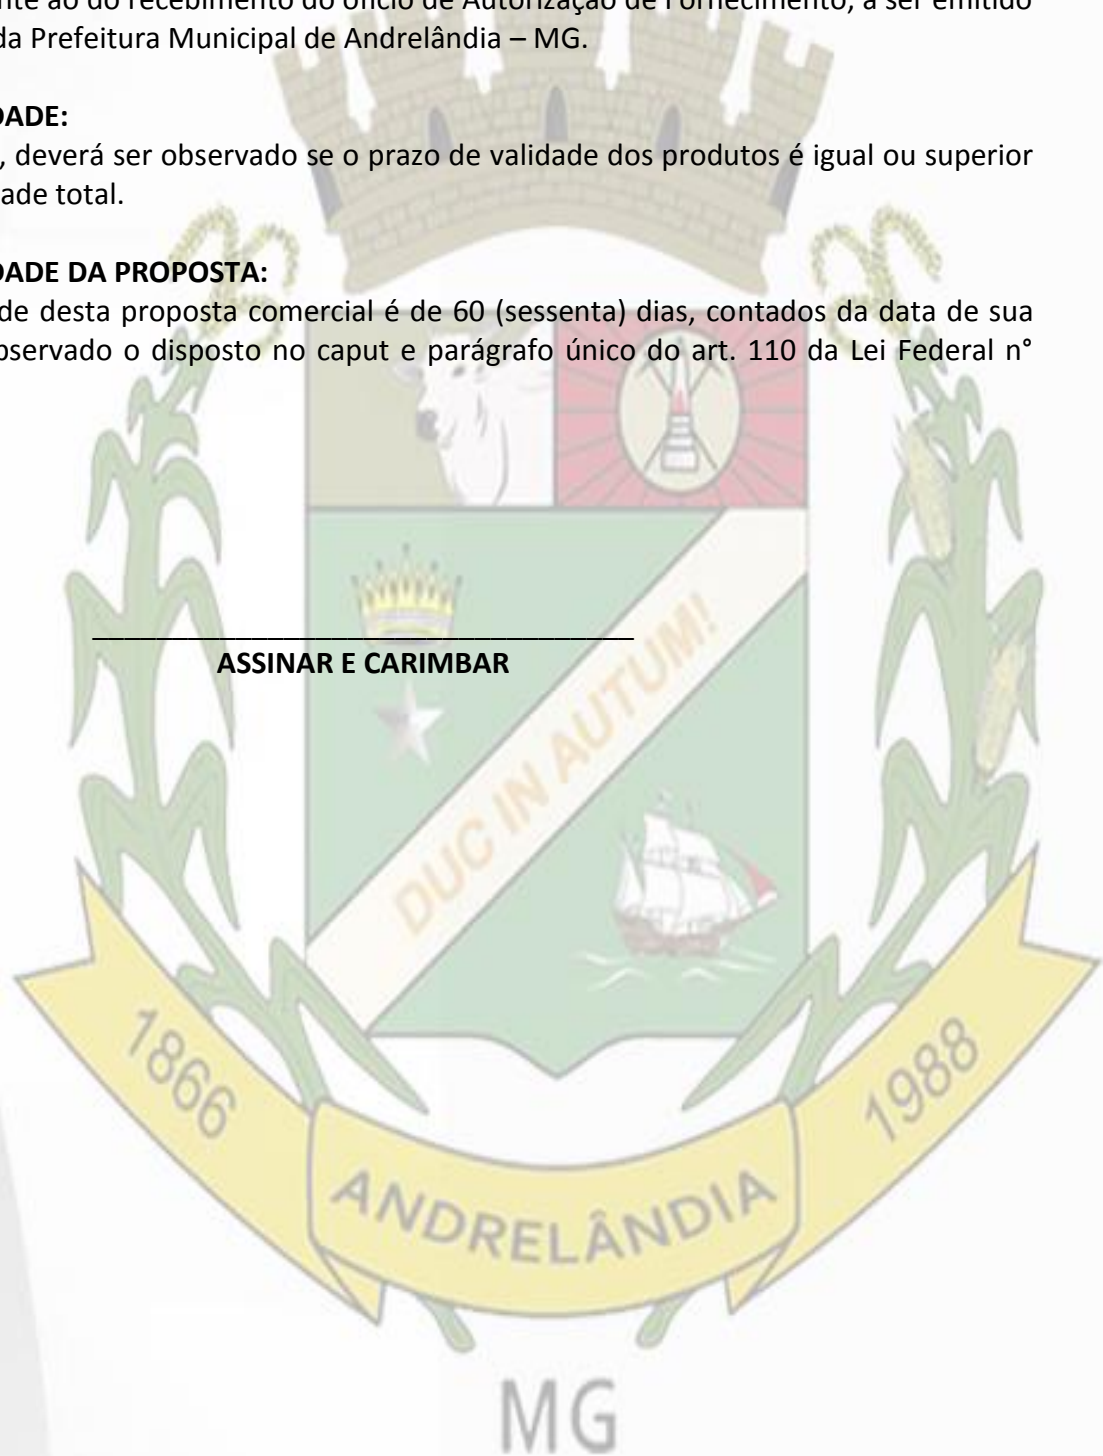 ao do recebimento do ofício de Autorização de Fornecimento, a ser emitido
da Prefeitura Municipal de Andrelândia – MG.
DADE:
, deverá ser observado se o prazo de validade dos produtos é igual ou superior
ade total.
DADE DA PROPOSTA:
de desta proposta comercial é de 60 (sessenta) dias, contados da data de sua
bservado o disposto no caput e parágrafo único do art. 110 da Lei Federal n°
ASSINAR E CARIMBAR
DUC IN AUTUM!
1866
ANDRELÂNDIA
1988
MG